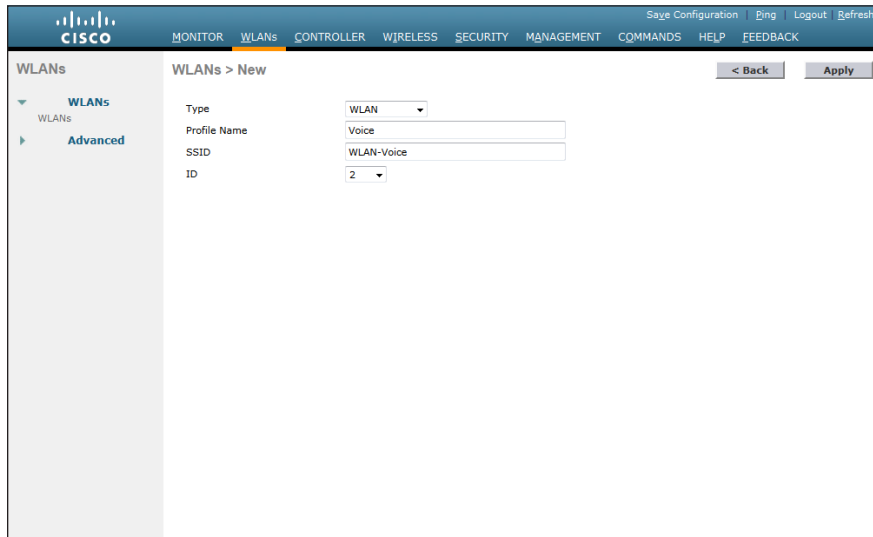 Save Configuration | Ping | Logout | Refresh
CISCO
MONITOR WLANs CONTROLLER WIRELESS SECURITY MANAGEMENT COMMANDS HELP FEEDBACK
WLANs
WLANs > New
< Back
Apply
WLANs
WLANs
Advanced
Type WLAN
Profile Name Voice
SSID WLAN-Voice
ID 2